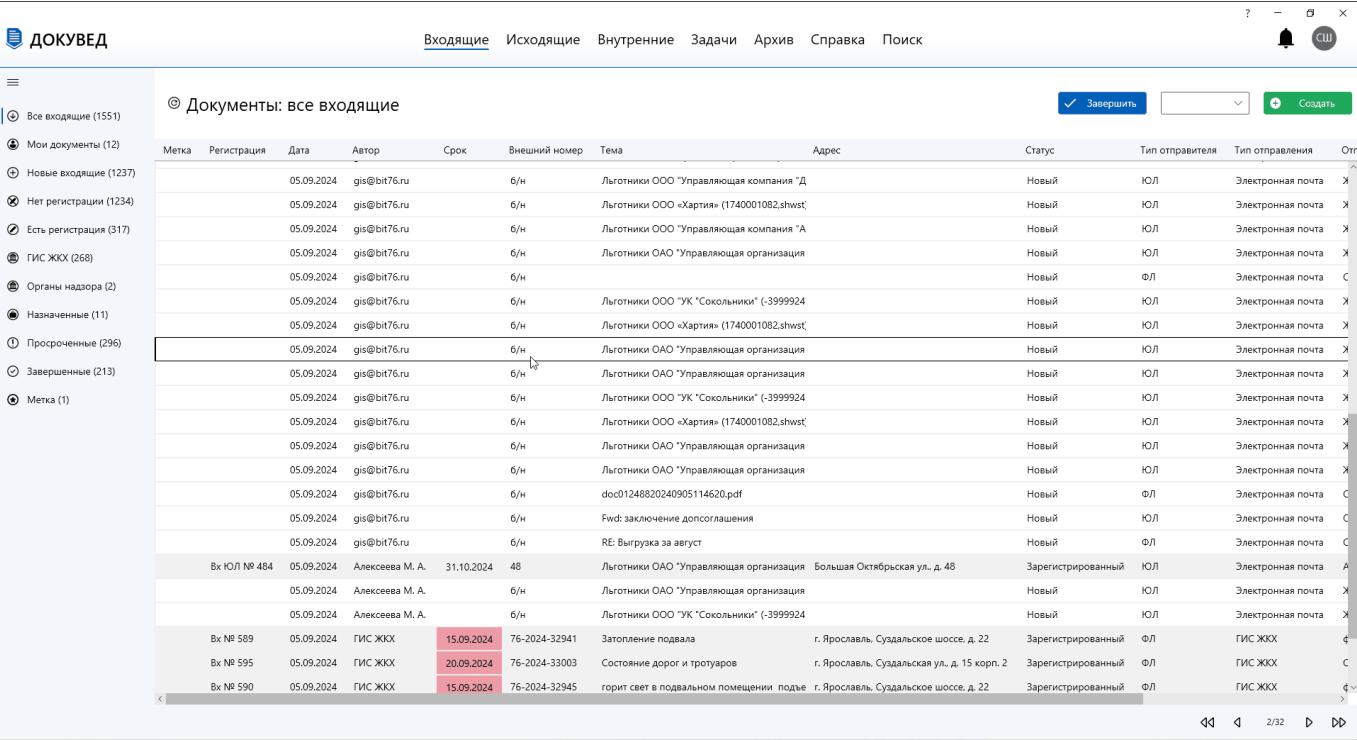 ?
ДОКУВЕД
Входящие Исходящие Внутренние Задачи Архив Справка Поиск
СШ
Все входящие (1551)
Мои документы (12)
Новые входящие (1237)
Нет регистрации (1234)
Есть регистрация (317)
ГИС ЖКХ (268)
Органы надзора (2)
Назначенные (11)
Просроченные (296)
Завершенные (213)
Метка (1)
Документы: все входящие
Завершить
Создать
Метка Регистрация Дата Автор Срок Внешний номер Тема Адрес Статус Тип отправителя Тип отправления Отп
05.09.2024 gis@bit76.ru б/н Льготники ООО "Управляющая компания "Д Новый ЮЛ Электронная почта Ж
05.09.2024 gis@bit76.ru б/н Льготники ООО «Хартия» (1740001082,shwst Новый ЮЛ Электронная почта Ж
05.09.2024 gis@bit76.ru б/н Льготники ООО "Управляющая компания "А Новый ЮЛ Электронная почта Ж
05.09.2024 gis@bit76.ru б/н Льготники ОАО "Управляющая организация Новый ЮЛ Электронная почта Ж
05.09.2024 gis@bit76.ru б/н Новый ФЛ Электронная почта С
05.09.2024 gis@bit76.ru б/н Льготники ООО "УК "Сокольники" (-3999924 Новый ЮЛ Электронная почта Ж
05.09.2024 gis@bit76.ru б/н Льготники ООО «Хартия» (1740001082,shwst Новый ЮЛ Электронная почта Ж
05.09.2024 gis@bit76.ru б/н Льготники ОАО "Управляющая организация Новый ЮЛ Электронная почта Ж
05.09.2024 gis@bit76.ru б/н Льготники ОАО "Управляющая организация Новый ЮЛ Электронная почта Ж
05.09.2024 gis@bit76.ru б/н Льготники ООО "УК "Сокольники" (-3999924 Новый ЮЛ Электронная почта Ж
05.09.2024 gis@bit76.ru б/н Льготники ООО «Хартия» (1740001082,shwst Новый ЮЛ Электронная почта Ж
05.09.2024 gis@bit76.ru б/н Льготники ОАО "Управляющая организация Новый ЮЛ Электронная почта Ж
05.09.2024 gis@bit76.ru б/н Льготники ОАО "Управляющая организация Новый ЮЛ Электронная почта Ж
05.09.2024 gis@bit76.ru б/н doc01248820240905114620.pdf Новый ФЛ Электронная почта С
05.09.2024 gis@bit76.ru б/н Fwd: заключение допсоглашения Новый ЮЛ Электронная почта С
05.09.2024 gis@bit76.ru б/н RE: Выгрузка за август Новый ФЛ Электронная почта С
Вх ЮЛ № 484 05.09.2024 Алексеева М. А. 31.10.2024 48 Льготники ОАО "Управляющая организация Большая Октябрьская ул., д. 48 Зарегистрированный ЮЛ Электронная почта А
05.09.2024 Алексеева М. А. б/н Льготники ОАО "Управляющая организация Новый ЮЛ Электронная почта Ж
05.09.2024 Алексеева М. А. б/н Льготники ООО "УК "Сокольники" (-3999924 Новый ЮЛ Электронная почта Ж
Вх № 589 05.09.2024 ГИС ЖКХ 15.09.2024 76-2024-32941 Затопление подвала г. Ярославль, Суздальское шоссе, д. 22 Зарегистрированный ФЛ ГИС ЖКХ ф
Вх № 595 05.09.2024 ГИС ЖКХ 20.09.2024 76-2024-33003 Состояние дорог и тротуаров г. Ярославль, Суздальская ул., д. 15 корп. 2 Зарегистрированный ФЛ ГИС ЖКХ С
Вх № 590 05.09.2024 ГИС ЖКХ 15.09.2024 76-2024-32945 горит свет в подвальном помещении подъе г. Ярославль, Суздальское шоссе, д. 22 Зарегистрированный ФЛ ГИС ЖКХ ф
2/32